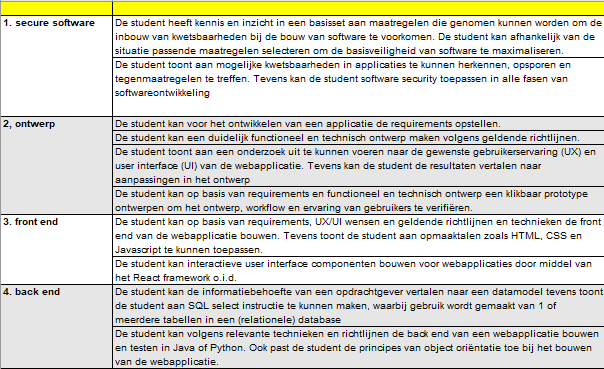 1. secure software
De student heeft kennis en inzicht in een basisset aan maatregelen die genomen kunnen worden om de
inbouw van kwetsbaarheden bij de bouw van software te voorkomen. De student kan afhankelijk van de
situatie passende maatregelen selecteren om de basisveiligheid van software te maximaliseren.
De student toont aan mogelijke kwetsbaarheden in applicaties te kunnen herkennen, opsporen en
tegenmaatregelen te treffen. Tevens kan de student software security toepassen in alle fasen van
softwareontwikkeling
2, ontwerp
De student kan voor het ontwikkelen van een applicatie de requirements opstellen.
De student kan een duidelijk functioneel en technisch ontwerp maken volgens geldende richtlijnen.
De student toont aan een onderzoek uit te kunnen voeren naar de gewenste gebruikerservaring (UX) en
user interface (UI) van de webapplicatie. Tevens kan de student de resultaten vertalen naar
aanpassingen in het ontwerp
De student kan op basis van requirements en functioneel en technisch ontwerp een klikbaar prototype
ontwerpen om het ontwerp, workflow en ervaring van gebruikers te verifiëren.
3. front end
De student kan op basis van requirements, UX/UI wensen en geldende richtlijnen en technieken de front
end van de webapplicatie bouwen. Tevens toont de student aan opmaaktalen zoals HTML, CSS en
Javascript te kunnen toepassen.
De student kan interactieve user interface componenten bouwen voor webapplicaties door middel van
het React framework o.i.d.
4. back end
De student kan de informatiebehoefte van een opdrachtgever vertalen naar een datamodel tevens toont
de student aan SQL select instructie te kunnen maken, waarbij gebruik wordt gemaakt van 1 of
meerdere tabellen in een (relationele) database
De student kan volgens relevante technieken en richtlijnen de back end van een webapplicatie bouwen
en testen in Java of Python. Ook past de student de principes van object oriëntatie toe bij het bouwen
van de webapplicatie.